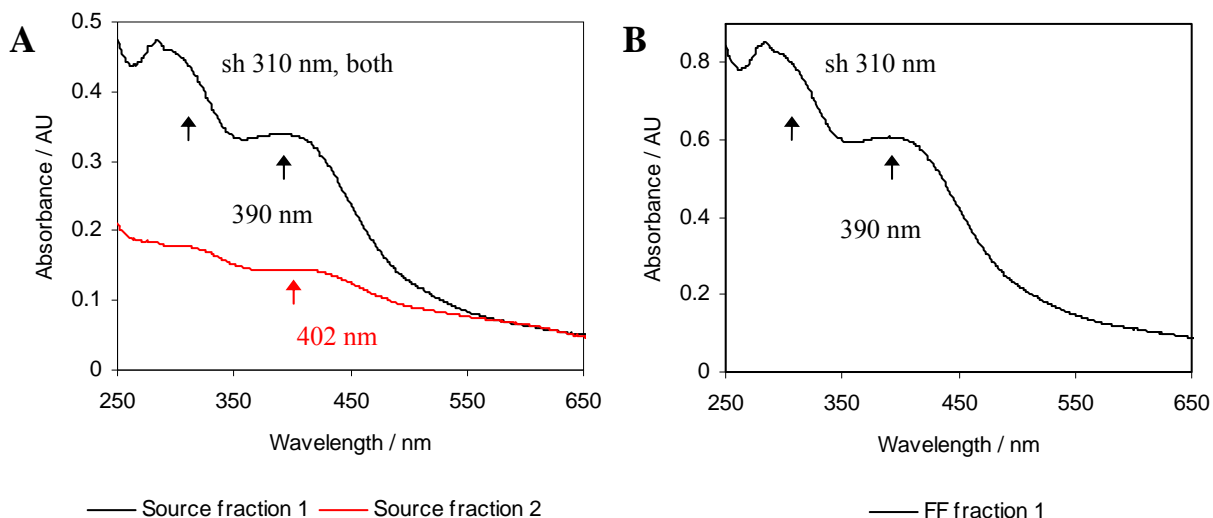 A
0.5
0.4
0.3
0.2
0.1
0
Absorbance / AU
sh 310 nm, both
390 nm
402 nm
250 350 450 550 650
Wavelength / nm
Source fraction 1 Source fraction 2
B
0.8
0.6
0.4
0.2
0
Absorbance / AU
sh 310 nm
390 nm
250 350 450 550 650
Wavelength / nm
FF fraction 1